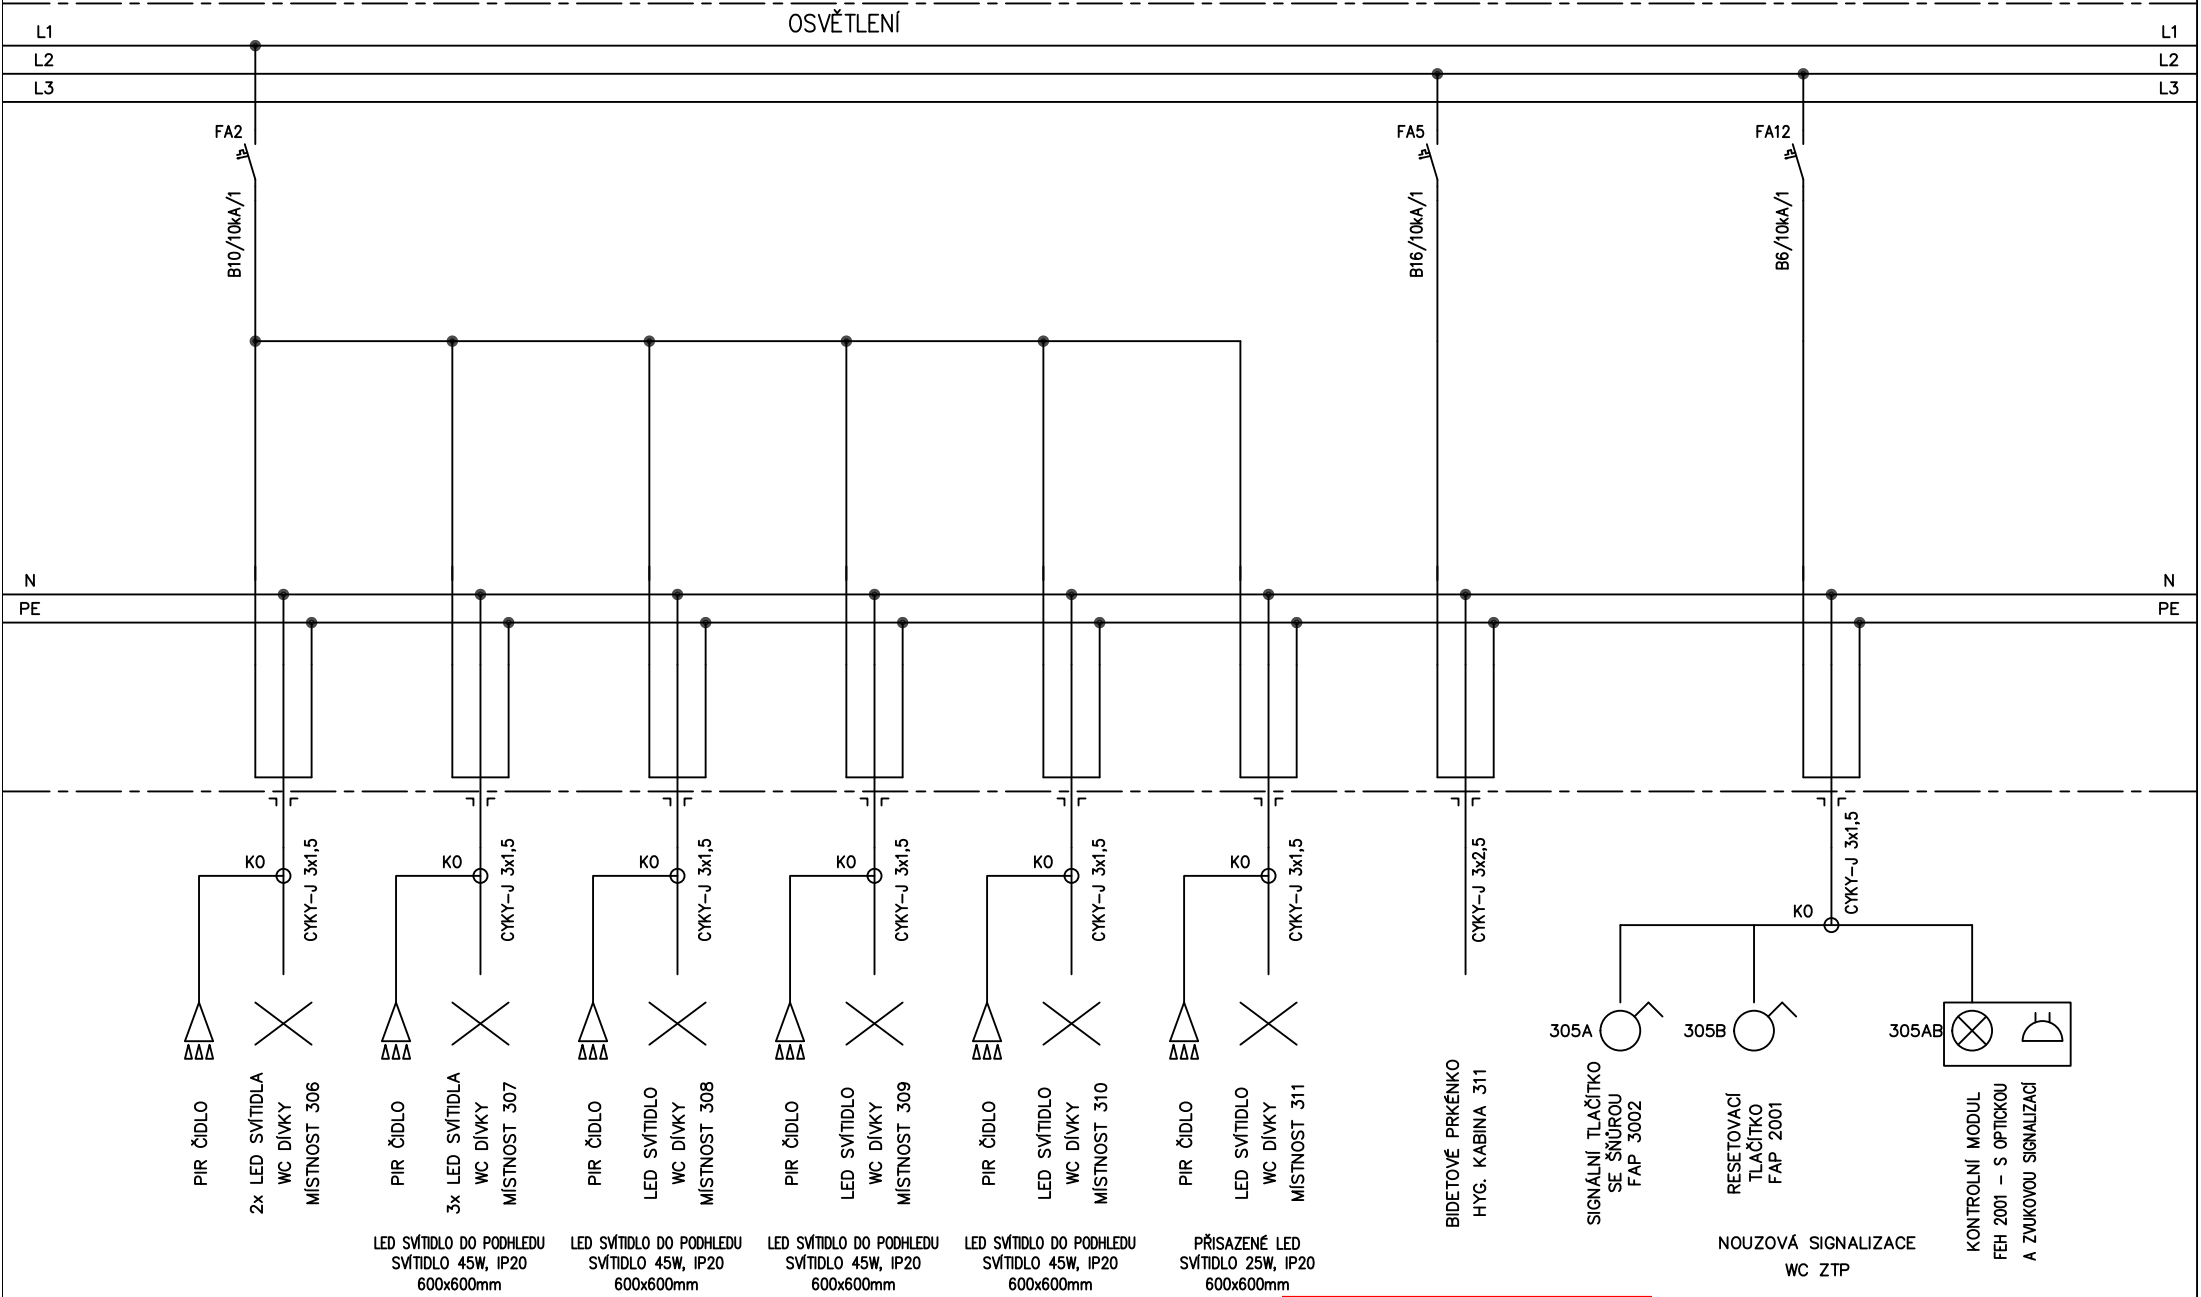 OSVĚTLENÍ
L1
L1
L2
L2
L3
L3
FA2
FA5
FA12
B10/10kA/1
B16/10kA/1
B6/10kA/1
N
N
PE
PE
KO
CYKY-J 3x1,5
KO
CYKY-J 3x1,5
KO
CYKY-J 3x1,5
KO
CYKY-J 3x1,5
KO
CYKY-J 3x1,5
KO
CYKY-J 3x1,5
CYKY-J 3x2,5
KO
CYKY-J 3x1,5
305A
305B
305AB
PIR ČIDLO
2x LED SVÍTIDLA
WC DÍVKY
MÍSTNOST 306
PIR ČIDLO
3x LED SVÍTIDLA
WC DÍVKY
MÍSTNOST 307
PIR ČIDLO
LED SVÍTIDLO
WC DÍVKY
MÍSTNOST 308
PIR ČIDLO
LED SVÍTIDLO
WC DÍVKY
MÍSTNOST 309
PIR ČIDLO
LED SVÍTIDLO
WC DÍVKY
MÍSTNOST 310
PIR ČIDLO
LED SVÍTIDLO
WC DÍVKY
MÍSTNOST 311
BIDETOVÉ PRKÉNKO
HYG. KABINA 311
SIGNÁLNÍ TLAČÍTKO
SE ŠŇŮROU
FAP 3002
RESETOVACÍ
TLAČÍTKO
FAP 2001
KONTROLNÍ MODUL
FEH 2001 - S OPTICKOU
A ZVUKOVOU SIGNALIZACÍ
LED SVÍTIDLO DO PODHLEDU
SVÍTIDLO 45W, IP20
600x600mm
LED SVÍTIDLO DO PODHLEDU
SVÍTIDLO 45W, IP20
600x600mm
LED SVÍTIDLO DO PODHLEDU
SVÍTIDLO 45W, IP20
600x600mm
LED SVÍTIDLO DO PODHLEDU
SVÍTIDLO 45W, IP20
600x600mm
PŘISAZENÉ LED
SVÍTIDLO 25W, IP20
600x600mm
NOUZOVÁ SIGNALIZACE
WC ZTP